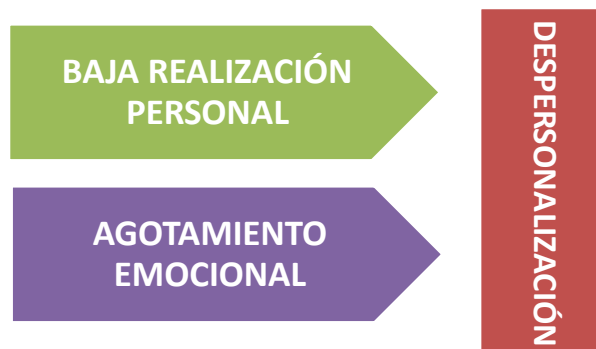 BAJA REALIZACIÓN
PERSONAL
AGOTAMIENTO
EMOCIONAL
DESPERSONALIZACIÓN